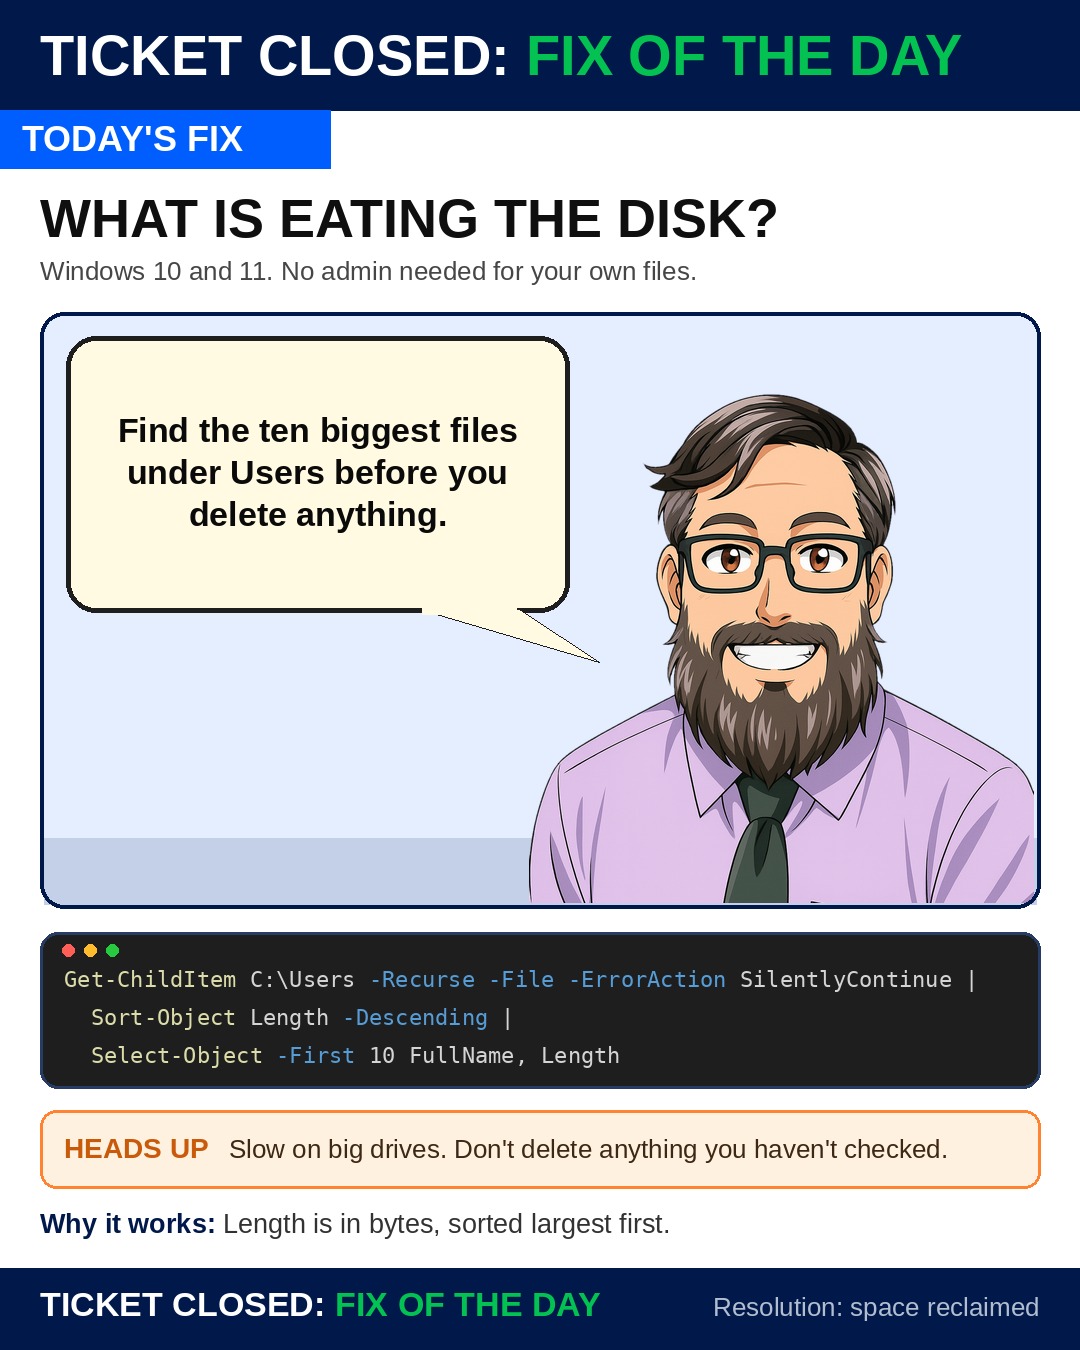 TICKET CLOSED: FIX OF THE DAY
TODAY'S FIX
WHAT IS EATING THE DISK?
Windows 10 and 11. No admin needed for your own files.
Find the ten biggest files
under Users before you
delete anything.
Get-ChildItem C:\Users -Recurse -File -ErrorAction SilentlyContinue |
  Sort-Object Length -Descending |
  Select-Object -First 10 FullName, Length
HEADS UP Slow on big drives. Don't delete anything you haven't checked.
Why it works: Length is in bytes, sorted largest first.
TICKET CLOSED: FIX OF THE DAY Resolution: space reclaimed